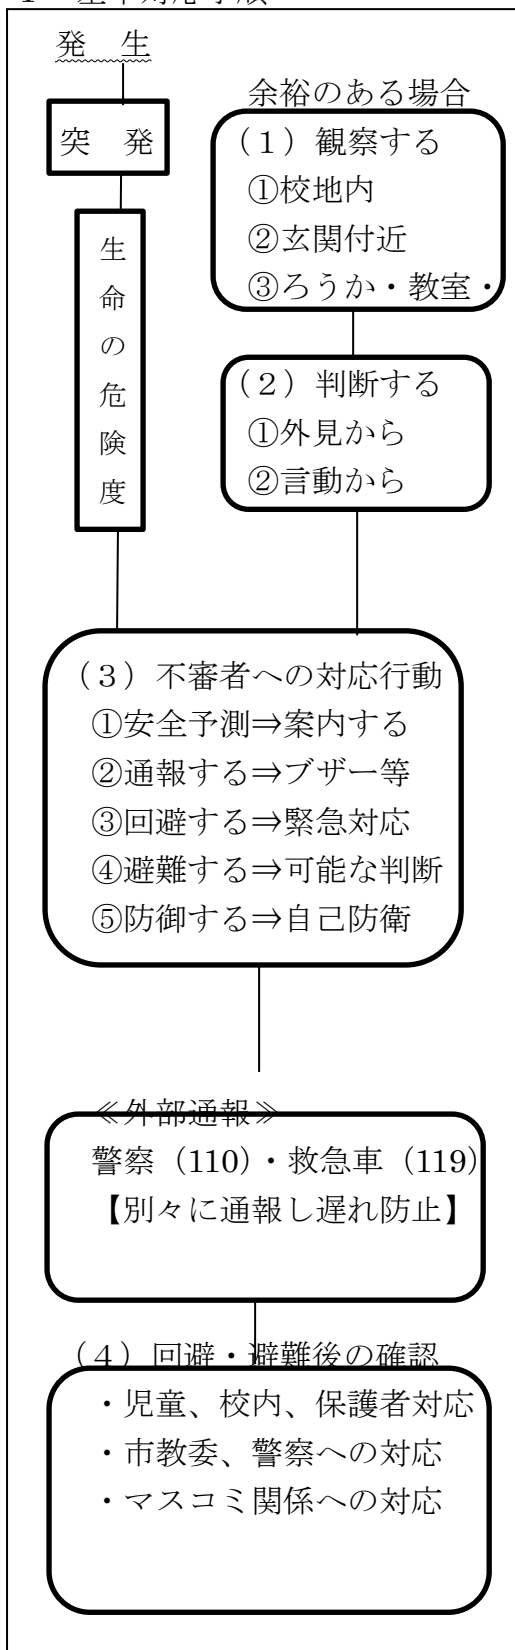 発　生
突　発
生命の危険度
余裕のある場合
（１）観察する
①校地内
②玄関付近
③ろうか・教室・
（２）判断する
①外見から
②言動から
（３）不審者への対応行動
①安全予測⇒案内する
②通報する⇒ブザー等
③回避する⇒緊急対応
④避難する⇒可能な判断
⑤防御する⇒自己防衛
≪外部通報≫
警察（110）・救急車（119）
【別々に通報し遅れ防止】
（４）回避・避難後の確認
・児童、校内、保護者対応
・市教委、警察への対応
・マスコミ関係への対応